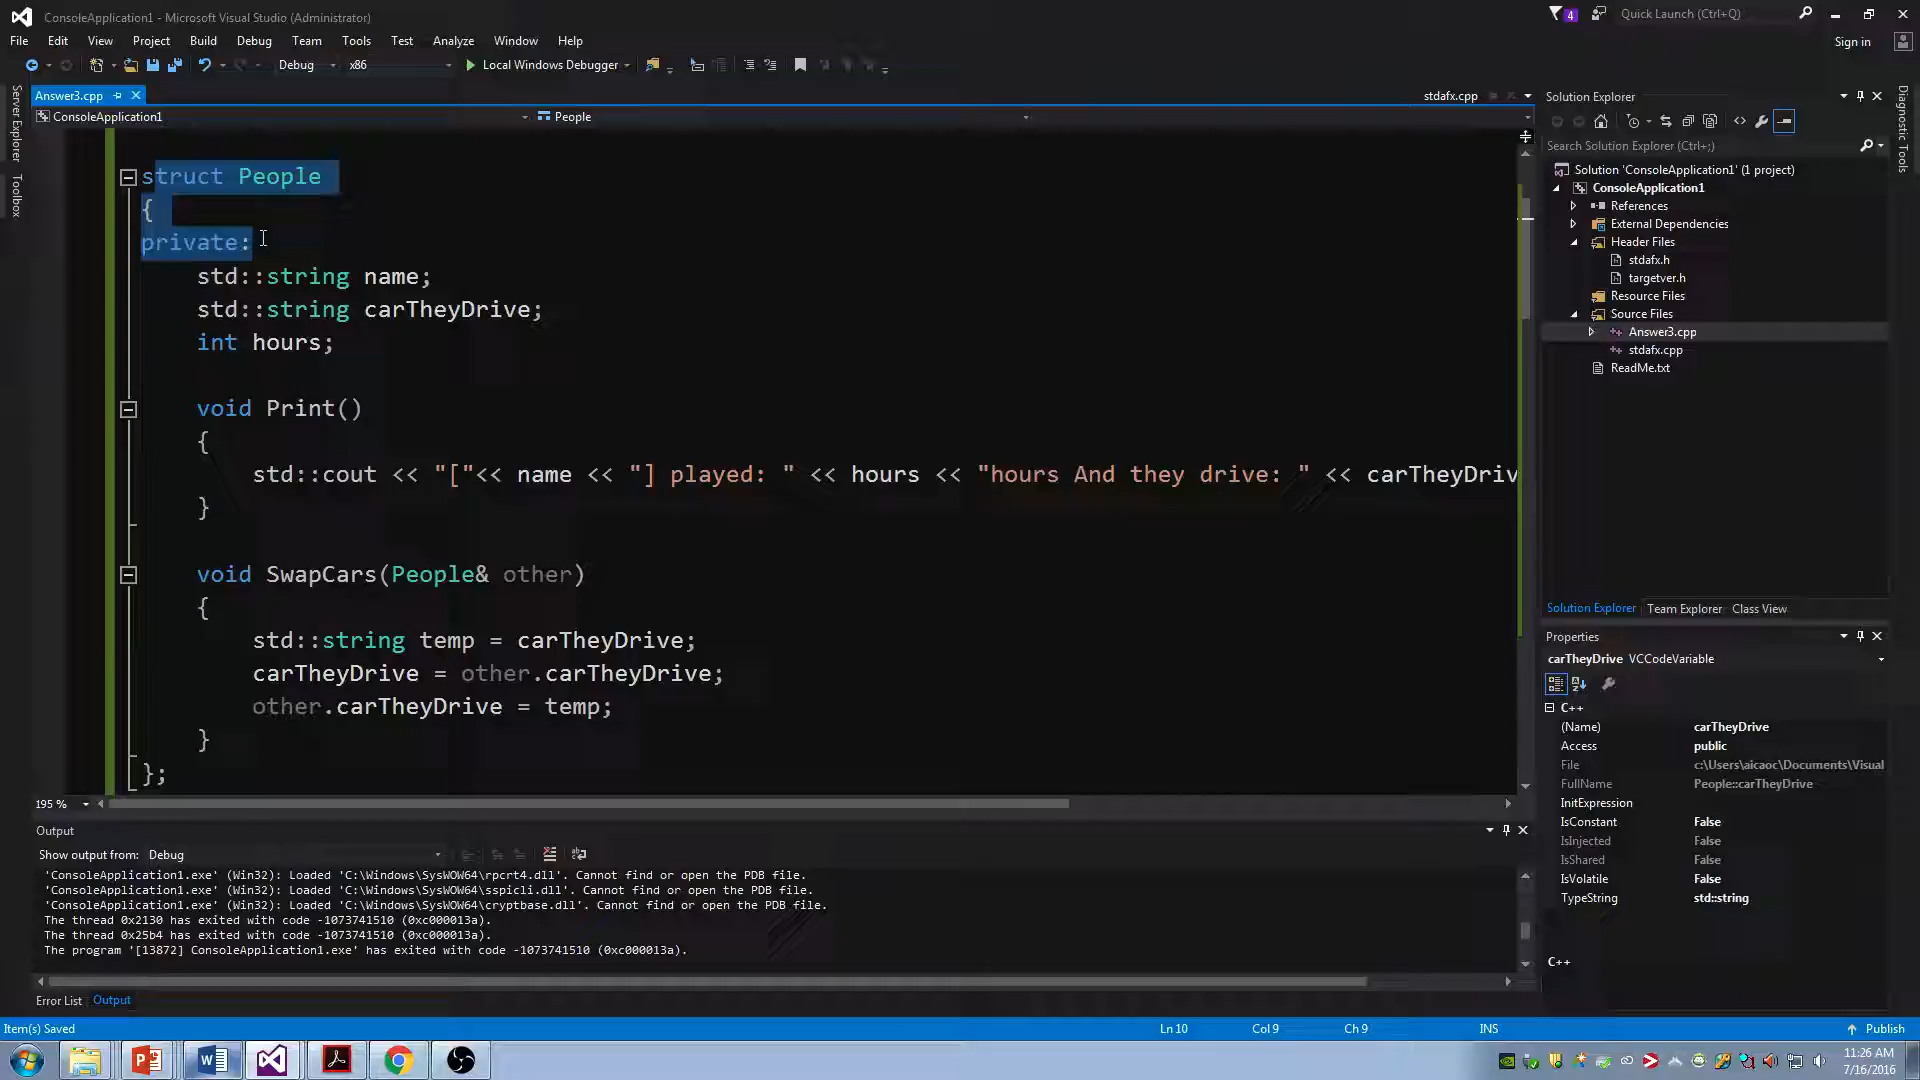 ConsoleApplication1 - Microsoft Visual Studio (Administrator)
4
Quick Launch (Ctrl+Q)
File Edit View Project Build Debug Team Tools Test Analyze Window Help
Sign in
Debug x86 Local Windows Debugger
Answer3.cpp
stdafx.cpp
ConsoleApplication1
People
Server Explorer
Toolbox
struct People
{
private:
std::string name;
std::string carTheyDrive;
int hours;
void Print()
{
std::cout << "["<< name << "] played: " << hours << "hours And they drive: " << carTheyDriv
}
void SwapCars(People& other)
{
std::string temp = carTheyDrive;
carTheyDrive = other.carTheyDrive;
other.carTheyDrive = temp;
}
};
195 %
Output
Show output from: Debug
'ConsoleApplication1.exe' (Win32): Loaded 'C:\Windows\SysWOW64\rpcrt4.dll'. Cannot find or open the PDB file.
'ConsoleApplication1.exe' (Win32): Loaded 'C:\Windows\SysWOW64\sspicli.dll'. Cannot find or open the PDB file.
'ConsoleApplication1.exe' (Win32): Loaded 'C:\Windows\SysWOW64\cryptbase.dll'. Cannot find or open the PDB file.
The thread 0x2130 has exited with code -1073741510 (0xc000013a).
The thread 0x25b4 has exited with code -1073741510 (0xc000013a).
The program '[13872] ConsoleApplication1.exe' has exited with code -1073741510 (0xc000013a).
Error List Output
Solution Explorer
Search Solution Explorer (Ctrl+;)
Solution 'ConsoleApplication1' (1 project)
ConsoleApplication1
References
External Dependencies
Header Files
stdafx.h
targetver.h
Resource Files
Source Files
Answer3.cpp
stdafx.cpp
ReadMe.txt
Solution Explorer Team Explorer Class View
Properties
carTheyDrive VCCodeVariable
C++
(Name) carTheyDrive
Access public
File c:\Users\aicaoc\Documents\Visual
FullName People::carTheyDrive
InitExpression
IsConstant False
IsInjected False
IsShared False
IsVolatile False
TypeString std::string
C++
Diagnostic Tools
Item(s) Saved
Ln 10 Col 9 Ch 9 INS
Publish
11:26 AM
7/16/2016